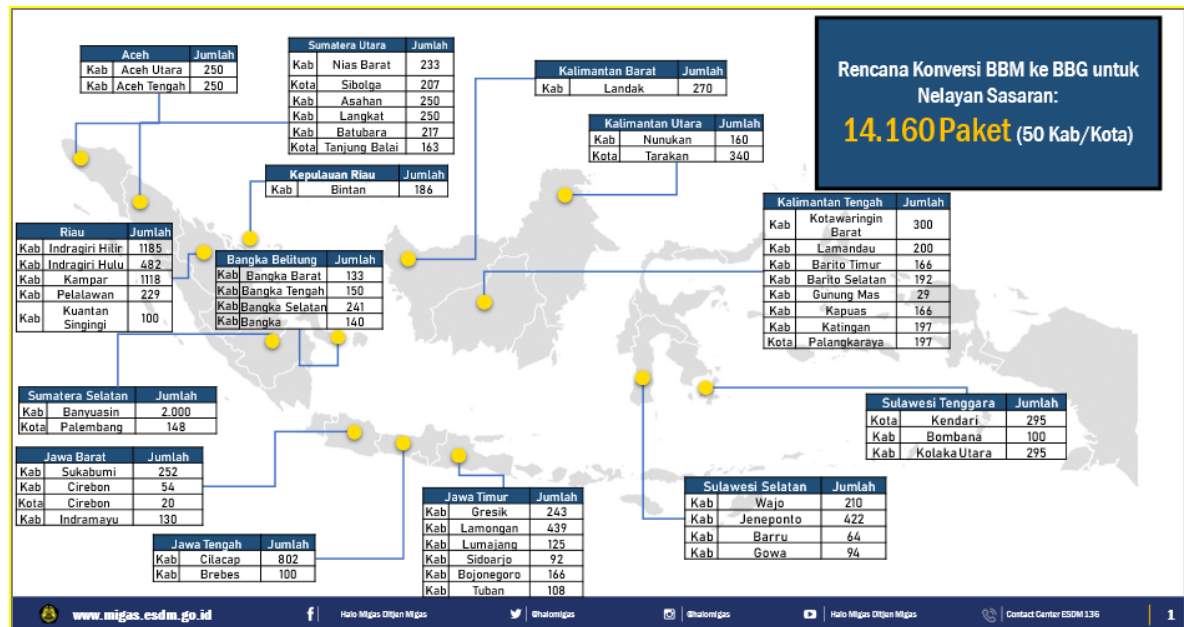 Aceh Jumlah
Kab Aceh Utara 250
Kab Aceh Tengah 250
Sumatera Utara Jumlah
Kab Nias Barat 233
Kota Sibolga 207
Kab Asahan 250
Kab Langkat 250
Kab Batubara 217
Kota Tanjung Balai 163
Kalimantan Barat Jumlah
Kab Landak 270
Rencana Konversi BBM ke BBG untuk
Nelayan Sasaran:
14.160 Paket (50 Kab/Kota)
Kalimantan Utara Jumlah
Kab Nunukan 160
Kota Tarakan 340
Kepulauan Riau Jumlah
Kab Bintan 186
Kalimantan Tengah Jumlah
Kab Kotawaringin
Barat 300
Kab Lamandau 200
Kab Barito Timur 166
Kab Barito Selatan 192
Kab Gunung Mas 29
Kab Kapuas 166
Kab Katingan 197
Kota Palangkaraya 197
Riau Jumlah
Kab Indragiri Hilir 1185
Kab Indragiri Hulu 482
Kab Kampar 1118
Kab Pelalawan 229
Kab Kuantan
Singingi 100
Bangka Belitung Jumlah
Kab Bangka Barat 133
Kab Bangka Tengah 150
Kab Bangka Selatan 241
Kab Bangka 140
Sumatera Selatan Jumlah
Kab Banyuasin 2.000
Kota Palembang 148
Sulawesi Tenggara Jumlah
Kota Kendari 295
Kab Bombana 100
Kab Kolaka Utara 295
Jawa Barat Jumlah
Kab Sukabumi 252
Kab Cirebon 54
Kota Cirebon 20
Kab Indramayu 130
Sulawesi Selatan Jumlah
Kab Wajo 210
Kab Jeneponto 422
Kab Barru 64
Kab Gowa 94
Jawa Timur Jumlah
Kab Gresik 243
Kab Lamongan 439
Kab Lumajang 125
Kab Sidoarjo 92
Kab Bojonegoro 166
Kab Tuban 108
Jawa Tengah Jumlah
Kab Cilacap 802
Kab Brebes 100
www.migas.esdm.go.id Halo Migas Ditjen Migas @halomigas @halomigas Halo Migas Ditjen Migas Contact Center ESDM 136 1